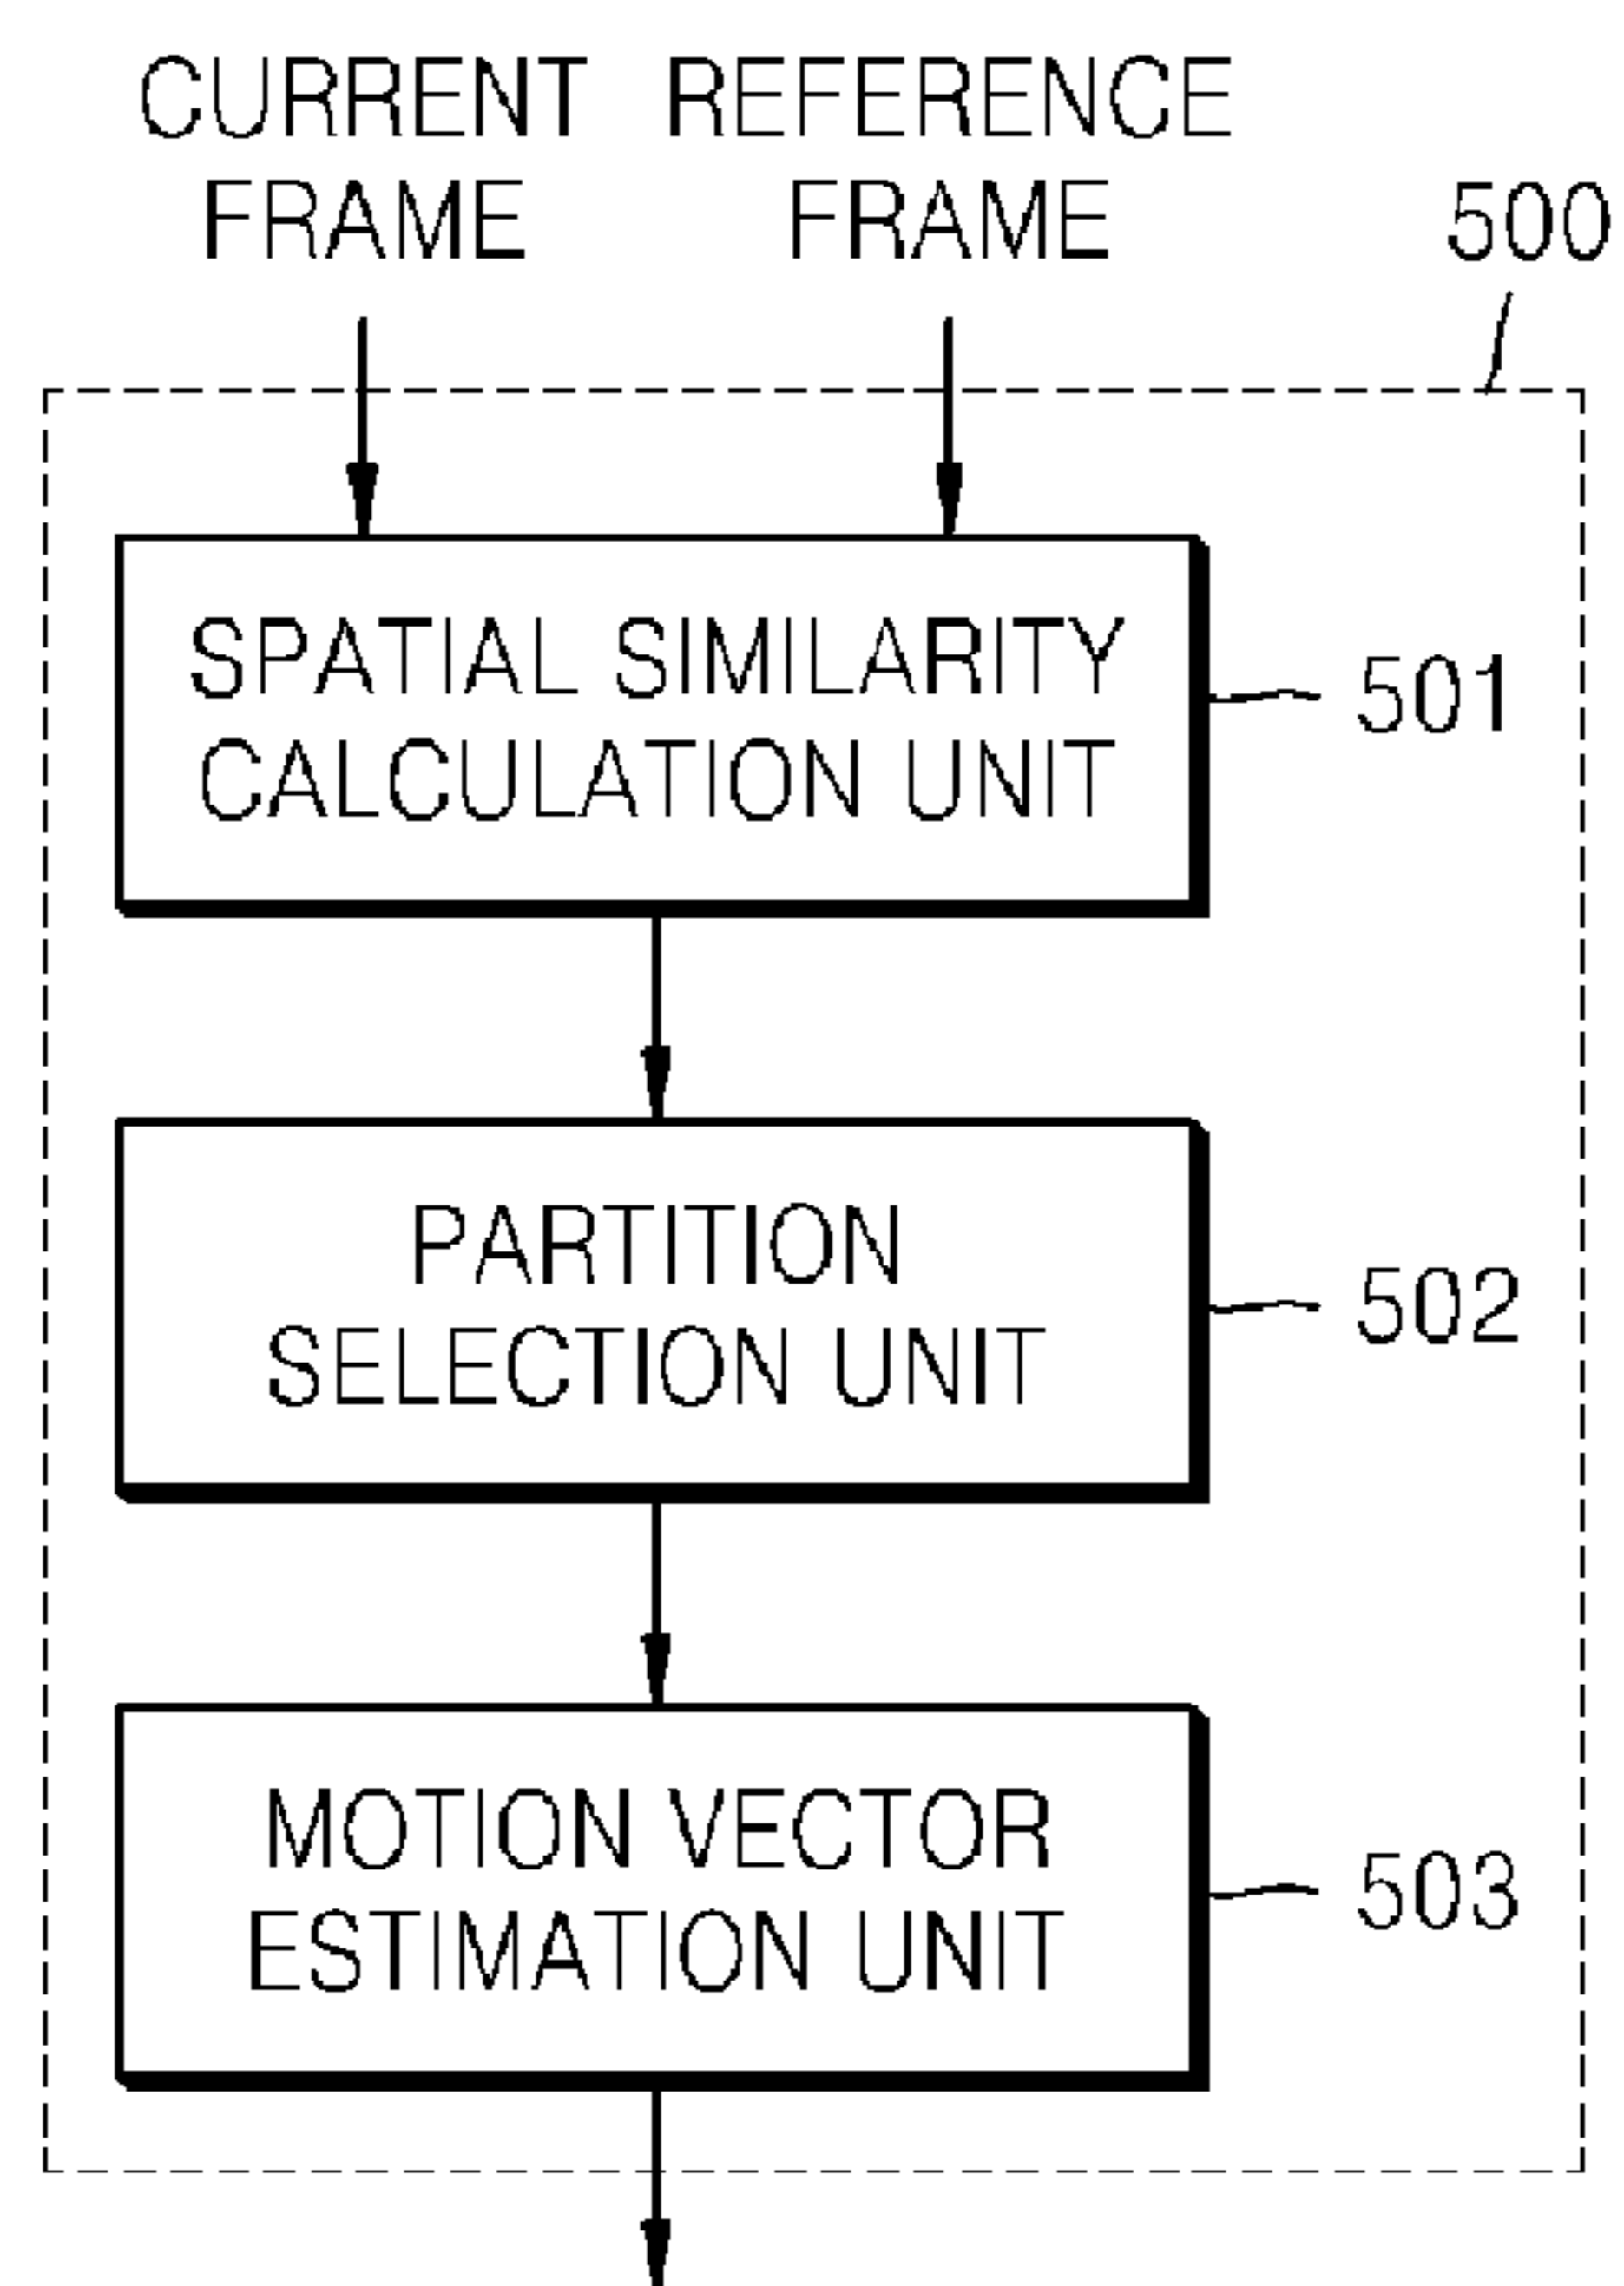 CURRENT REFERENCE
FRAME FRAME
500
SPATIAL SIMILARITY
CALCULATION UNIT
501
PARTITION
SELECTION UNIT
502
MOTION VECTOR
ESTIMATION UNIT
503